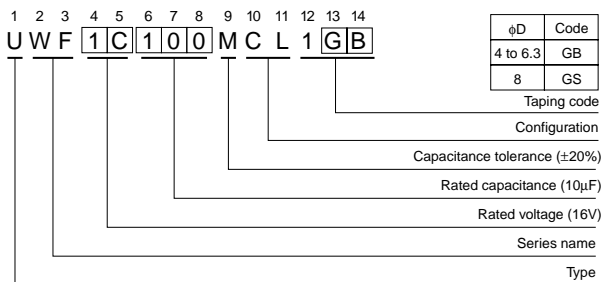 1 2 3 4 5 6 7 8 9 10 11 12 13 14
U W F 1 C 1 0 0 M C L 1 G B
φD Code
4 to 6.3 GB
8 GS
Taping code
Configuration
Capacitance tolerance (±20%)
Rated capacitance (10µF)
Rated voltage (16V)
Series name
Type